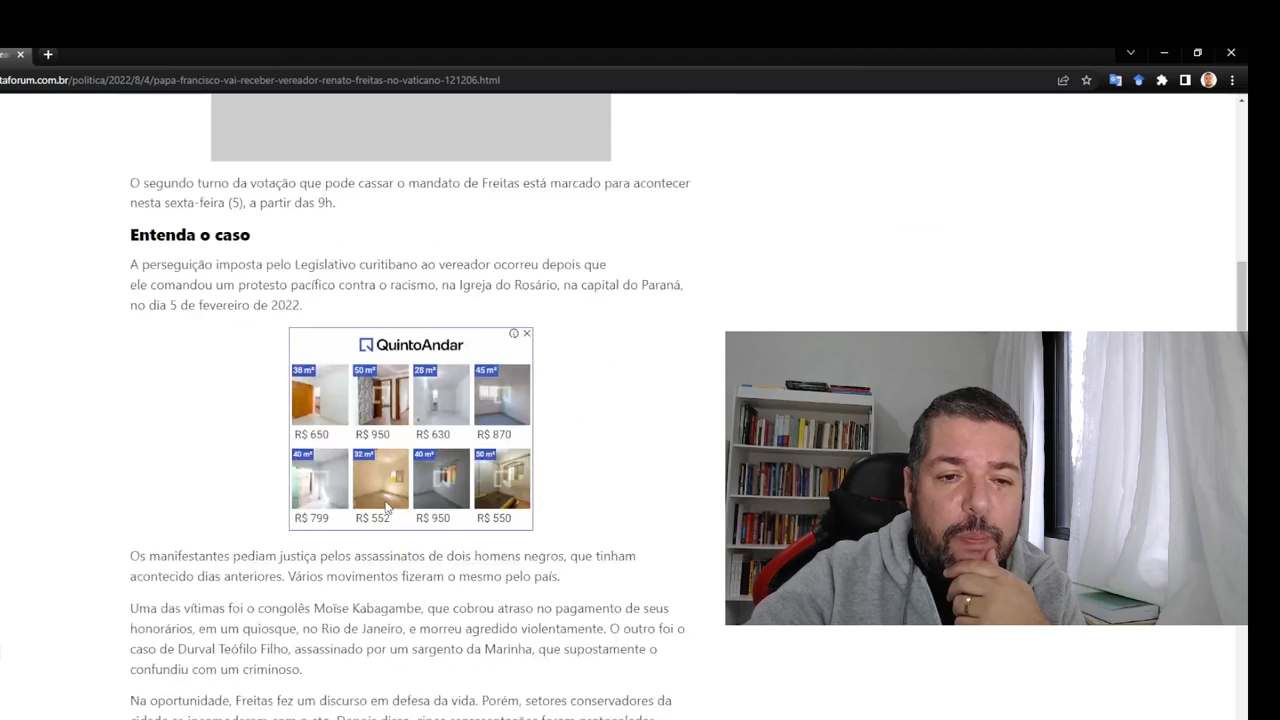 taforum.com.br/politica/2022/8/4/papa-francisco-vai-receber-vereador-renato-freitas-no-vaticano-121206.html
O segundo turno da votação que pode cassar o mandato de Freitas está marcado para acontecer
nesta sexta-feira (5), a partir das 9h.
Entenda o caso
A perseguição imposta pelo Legislativo curitibano ao vereador ocorreu depois que
ele comandou um protesto pacífico contra o racismo, na Igreja do Rosário, na capital do Paraná,
no dia 5 de fevereiro de 2022.
QuintoAndar
38 m² 50 m² 28 m² 45 m²
R$ 650 R$ 950 R$ 630 R$ 870
40 m² 32 m² 40 m² 50 m²
R$ 799 R$ 552 R$ 950 R$ 550
Os manifestantes pediam justiça pelos assassinatos de dois homens negros, que tinham
acontecido dias anteriores. Vários movimentos fizeram o mesmo pelo país.
Uma das vítimas foi o congolês Moïse Kabagambe, que cobrou atraso no pagamento de seus
honorários, em um quiosque, no Rio de Janeiro, e morreu agredido violentamente. O outro foi o
caso de Durval Teófilo Filho, assassinado por um sargento da Marinha, que supostamente o
confundiu com um criminoso.
Na oportunidade, Freitas fez um discurso em defesa da vida. Porém, setores conservadores da